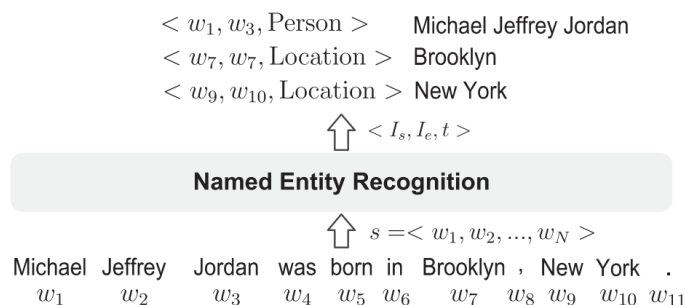 < w₁, w₃, Person > Michael Jeffrey Jordan
< w₇, w₇, Location > Brooklyn
< w₉, w₁₀, Location > New York
< Iₛ, Iₑ, t >
Named Entity Recognition
s =< w₁, w₂, ..., w_N >
Michael Jeffrey Jordan was born in Brooklyn , New York .
w₁ w₂ w₃ w₄ w₅ w₆ w₇ w₈ w₉ w₁₀ w₁₁